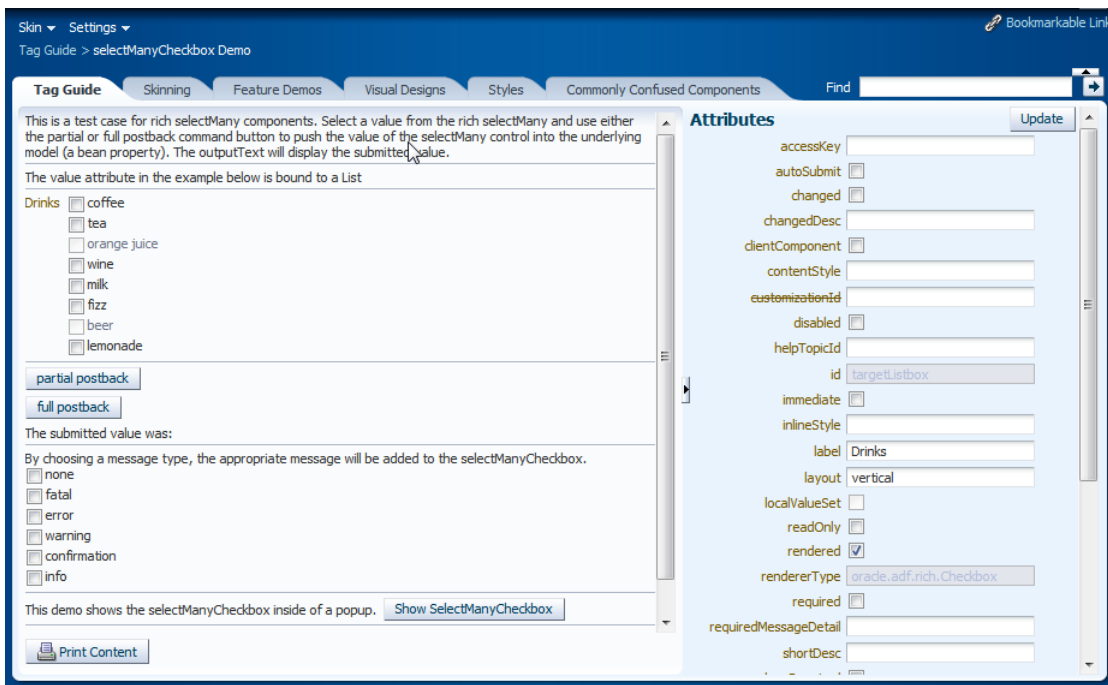 Skin Settings
Bookmarkable Link
Tag Guide > selectManyCheckbox Demo
Tag Guide Skinning Feature Demos Visual Designs Styles Commonly Confused Components
Find
This is a test case for rich selectMany components. Select a value from the rich selectMany and use either
the partial or full postback command button to push the value of the selectMany control into the underlying
model (a bean property). The outputText will display the submitted value.
The value attribute in the example below is bound to a List
Drinks coffee
tea
orange juice
wine
milk
fizz
beer
lemonade
partial postback
full postback
The submitted value was:
By choosing a message type, the appropriate message will be added to the selectManyCheckbox.
none
fatal
error
warning
confirmation
info
This demo shows the selectManyCheckbox inside of a popup. Show SelectManyCheckbox
Print Content
Attributes
Update
accessKey
autoSubmit
changed
changedDesc
clientComponent
contentStyle
customizationId
disabled
helpTopicId
id targetListbox
immediate
inlineStyle
label Drinks
layout vertical
localValueSet
readOnly
rendered
rendererType oracle.adf.rich.Checkbox
required
requiredMessageDetail
shortDesc